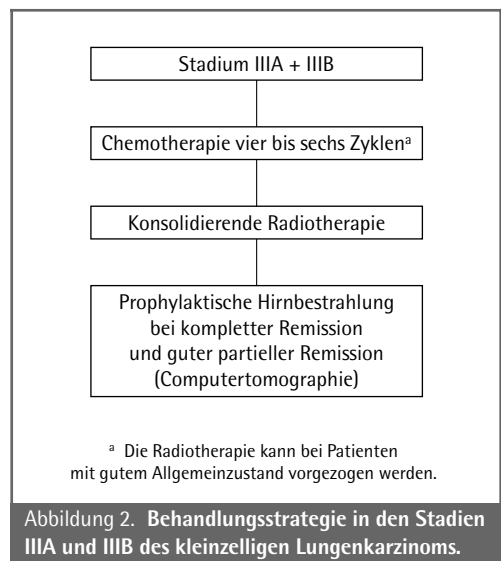 Stadium IIIA + IIIB
Chemotherapie vier bis sechs Zyklenª
Konsolidierende Radiotherapie
Prophylaktische Hirnbestrahlung
bei kompletter Remission
und guter partieller Remission
(Computertomographie)
ª Die Radiotherapie kann bei Patienten
mit gutem Allgemeinzustand vorgezogen werden.
Abbildung 2. Behandlungsstrategie in den Stadien
IIIA und IIIB des kleinzelligen Lungenkarzinoms.